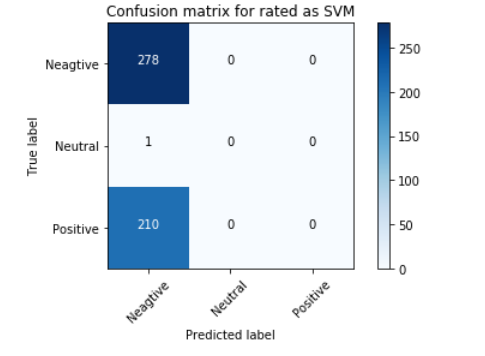 Confusion matrix for rated as SVM
Neagtive 278 0 0
Neutral 1 0 0
Positive 210 0 0
True label
Neagtive Neutral Positive
Predicted label
250
200
150
100
50
0